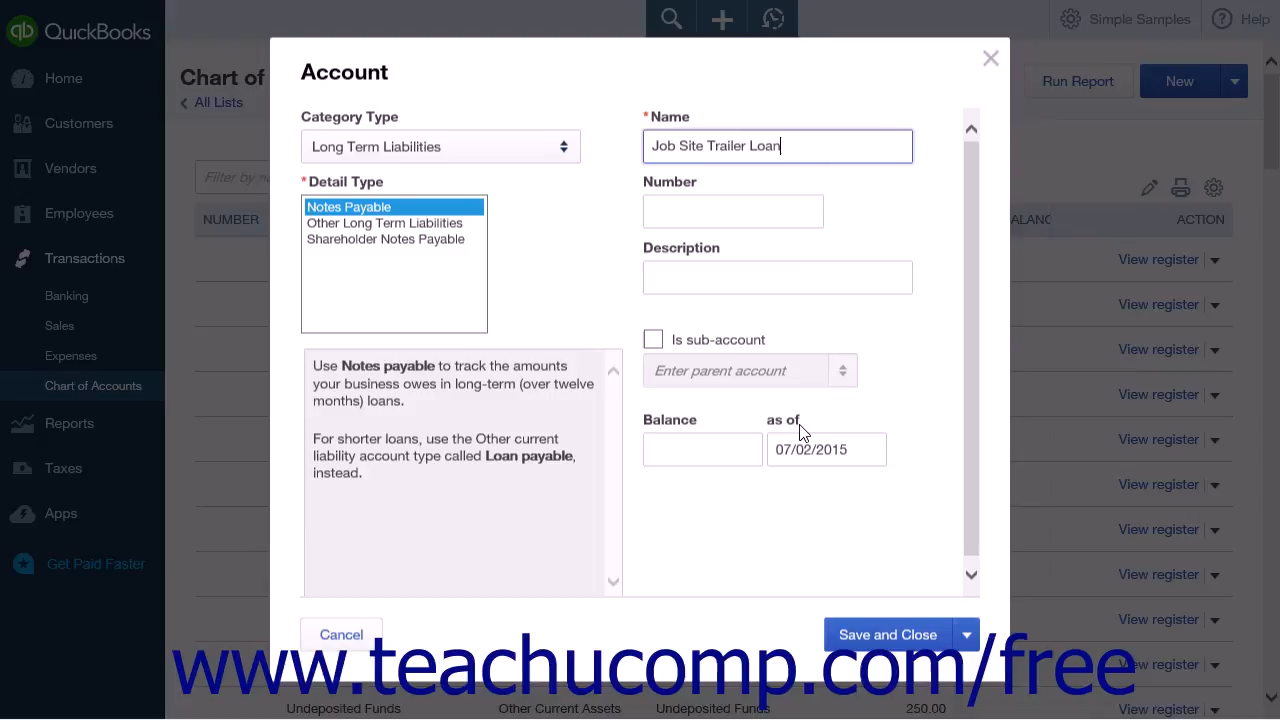 QuickBooks
Simple Samples
Help
Home
Customers
Vendors
Employees
Transactions
Banking
Sales
Expenses
Chart of Accounts
Reports
Taxes
Apps
Get Paid Faster
Chart of
All Lists
Run Report
New
Filter by
NUMBER
ACTION
View register
View register
View register
View register
View register
View register
View register
View register
View register
View register
View register
Account
Category Type
Long Term Liabilities
* Detail Type
Notes Payable
Other Long Term Liabilities
Shareholder Notes Payable
Use Notes payable to track the amounts
your business owes in long-term (over twelve
months) loans.
For shorter loans, use the Other current
liability account type called Loan payable,
instead.
* Name
Job Site Trailer Loan
Number
Description
Is sub-account
Enter parent account
Balance as of
07/02/2015
Cancel
Save and Close
www.teachucomp.com/free
Undeposited Funds Other Current Assets Undeposited Funds 250.00